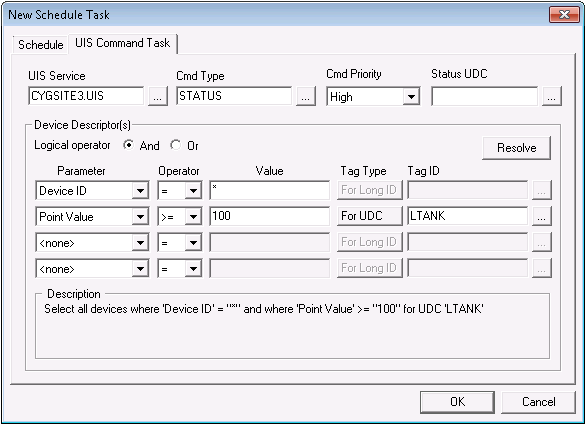 New Schedule Task
Schedule UIS Command Task
UIS Service Cmd Type Cmd Priority Status UDC
CYGSITE3.UIS ... STATUS ... High ...
Device Descriptor(s)
Logical operator And Or Resolve
Parameter Operator Value Tag Type Tag ID
Device ID = * For Long ID ...
Point Value >= 100 For UDC LTANK ...
<none> = For Long ID ...
<none> = For Long ID ...
Description
Select all devices where 'Device ID' = "*" and where 'Point Value' >= "100" for UDC 'LTANK'
OK Cancel